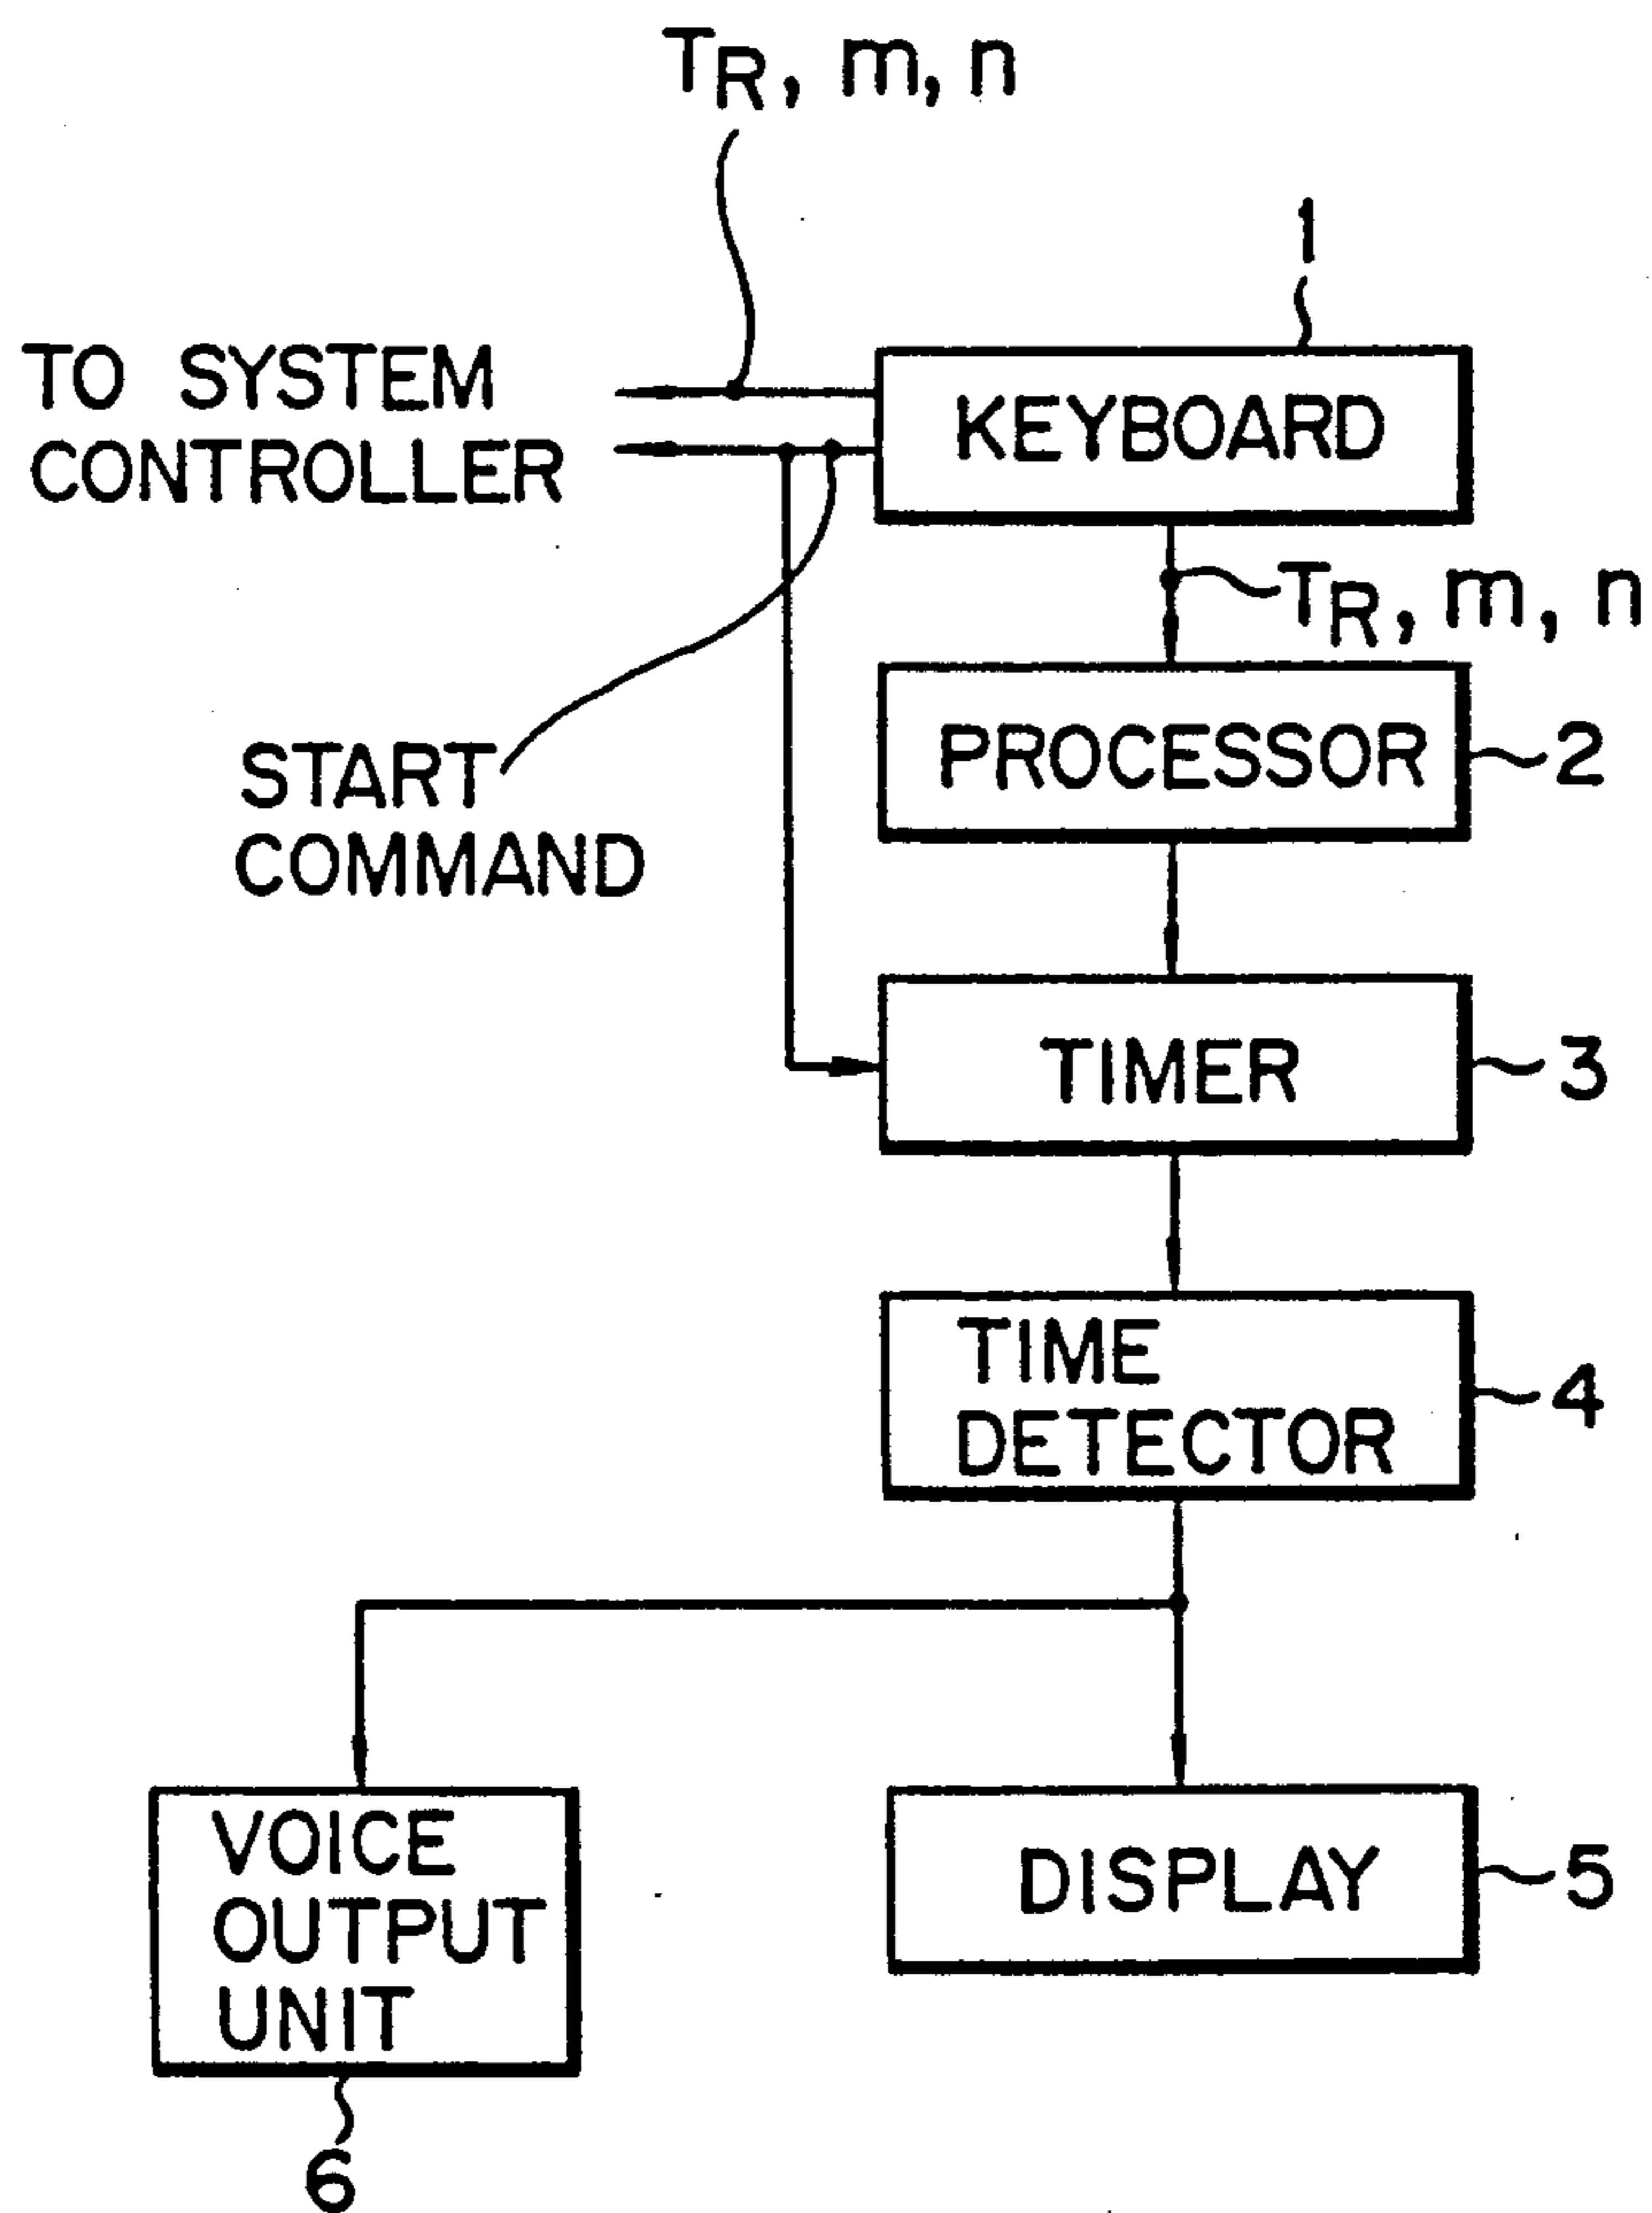 TR, m, n
1
TO SYSTEM
CONTROLLER
KEYBOARD
TR, m, n
PROCESSOR
2
START
COMMAND
TIMER
3
TIME
DETECTOR
4
VOICE
OUTPUT
UNIT
6
DISPLAY
5